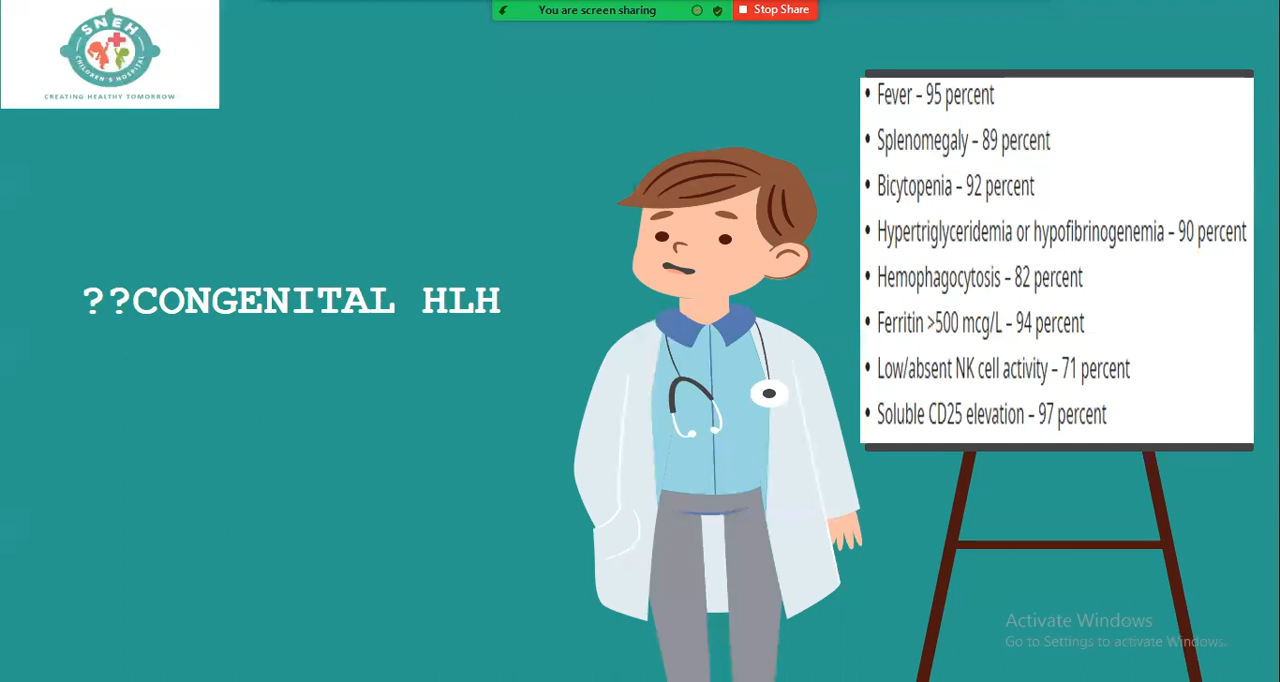 You are screen sharing
Stop Share
SNEH
CHILDREN'S HOSPITAL
CREATING HEALTHY TOMORROW
• Fever – 95 percent
• Splenomegaly – 89 percent
• Bicytopenia – 92 percent
• Hypertriglyceridemia or hypofibrinogenemia – 90 percent
• Hemophagocytosis – 82 percent
• Ferritin >500 mcg/L – 94 percent
• Low/absent NK cell activity – 71 percent
• Soluble CD25 elevation – 97 percent
??CONGENITAL HLH
Activate Windows
Go to Settings to activate Windows.